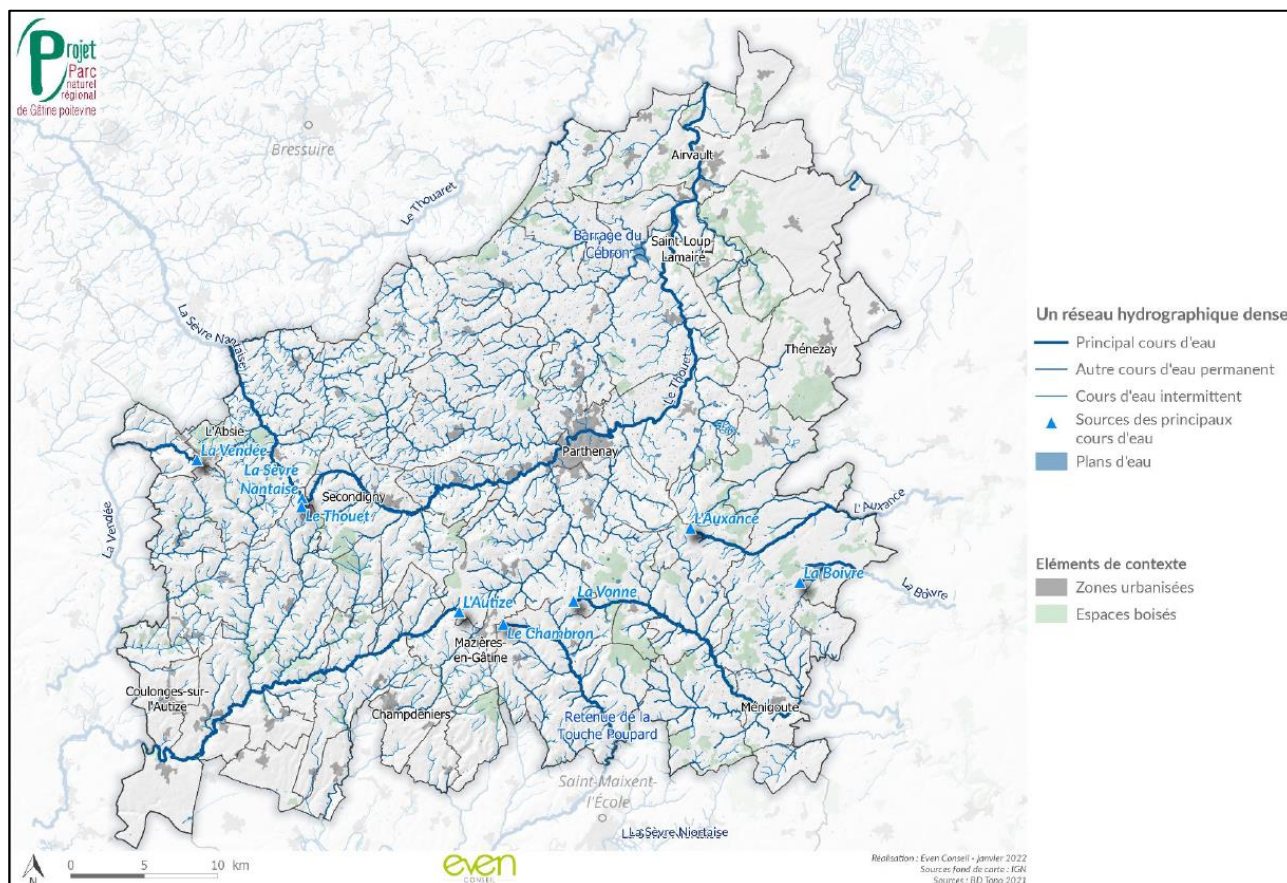 Projet
Parc
naturel
régional
de Gâtine poitevine
Bressuire
Airvault
Le Thouaret
Barrage du
Cébron
Saint-Loup-
Lamairé
La Sèvre Nantaise
Thénezay
Le Thouet
L'Absie
La Vendée
Parthenay
La Sèvre
Nantaise
Secondigny
Le Thouet
La Vendée
L'Auxance
L'Auxance
La Boivre
La Boivre
La Vonne
L'Autize
Le Chambron
Mazières-
en-Gâtine
Coulonges-sur-
l'Autize
Champdeniers
Ménigoute
Retenue de la
Touche Poupard
Saint-Maixent-
l'École
La Sèvre Niortaise
Un réseau hydrographique dense
Principal cours d'eau
Autre cours d'eau permanent
Cours d'eau intermittent
Sources des principaux
cours d'eau
Plans d'eau
Eléments de contexte
Zones urbanisées
Espaces boisés
N
0 5 10 km
even
CONSEIL
Réalisation : Even Conseil - janvier 2022
Sources fond de carte : IGN
Sources : BD Topo 2021